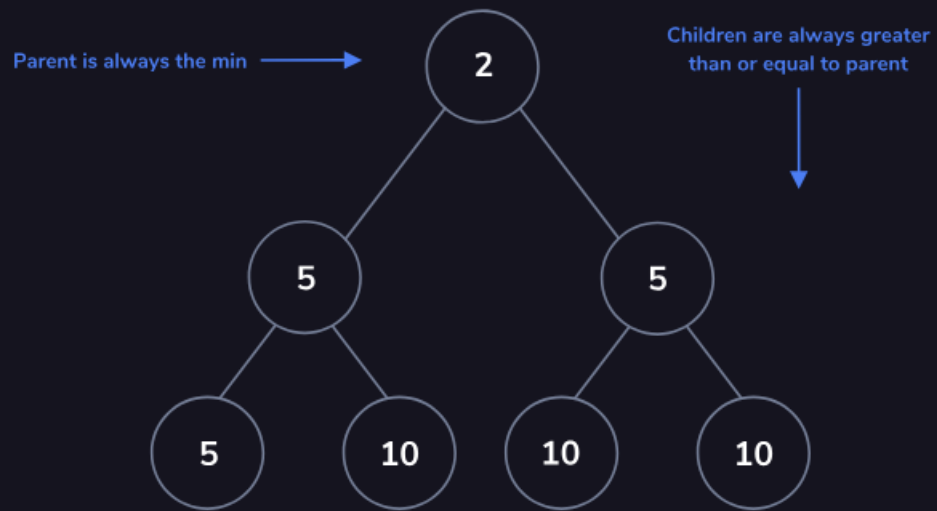 Parent is always the min
2
Children are always greater
than or equal to parent
5
5
5
10
10
10